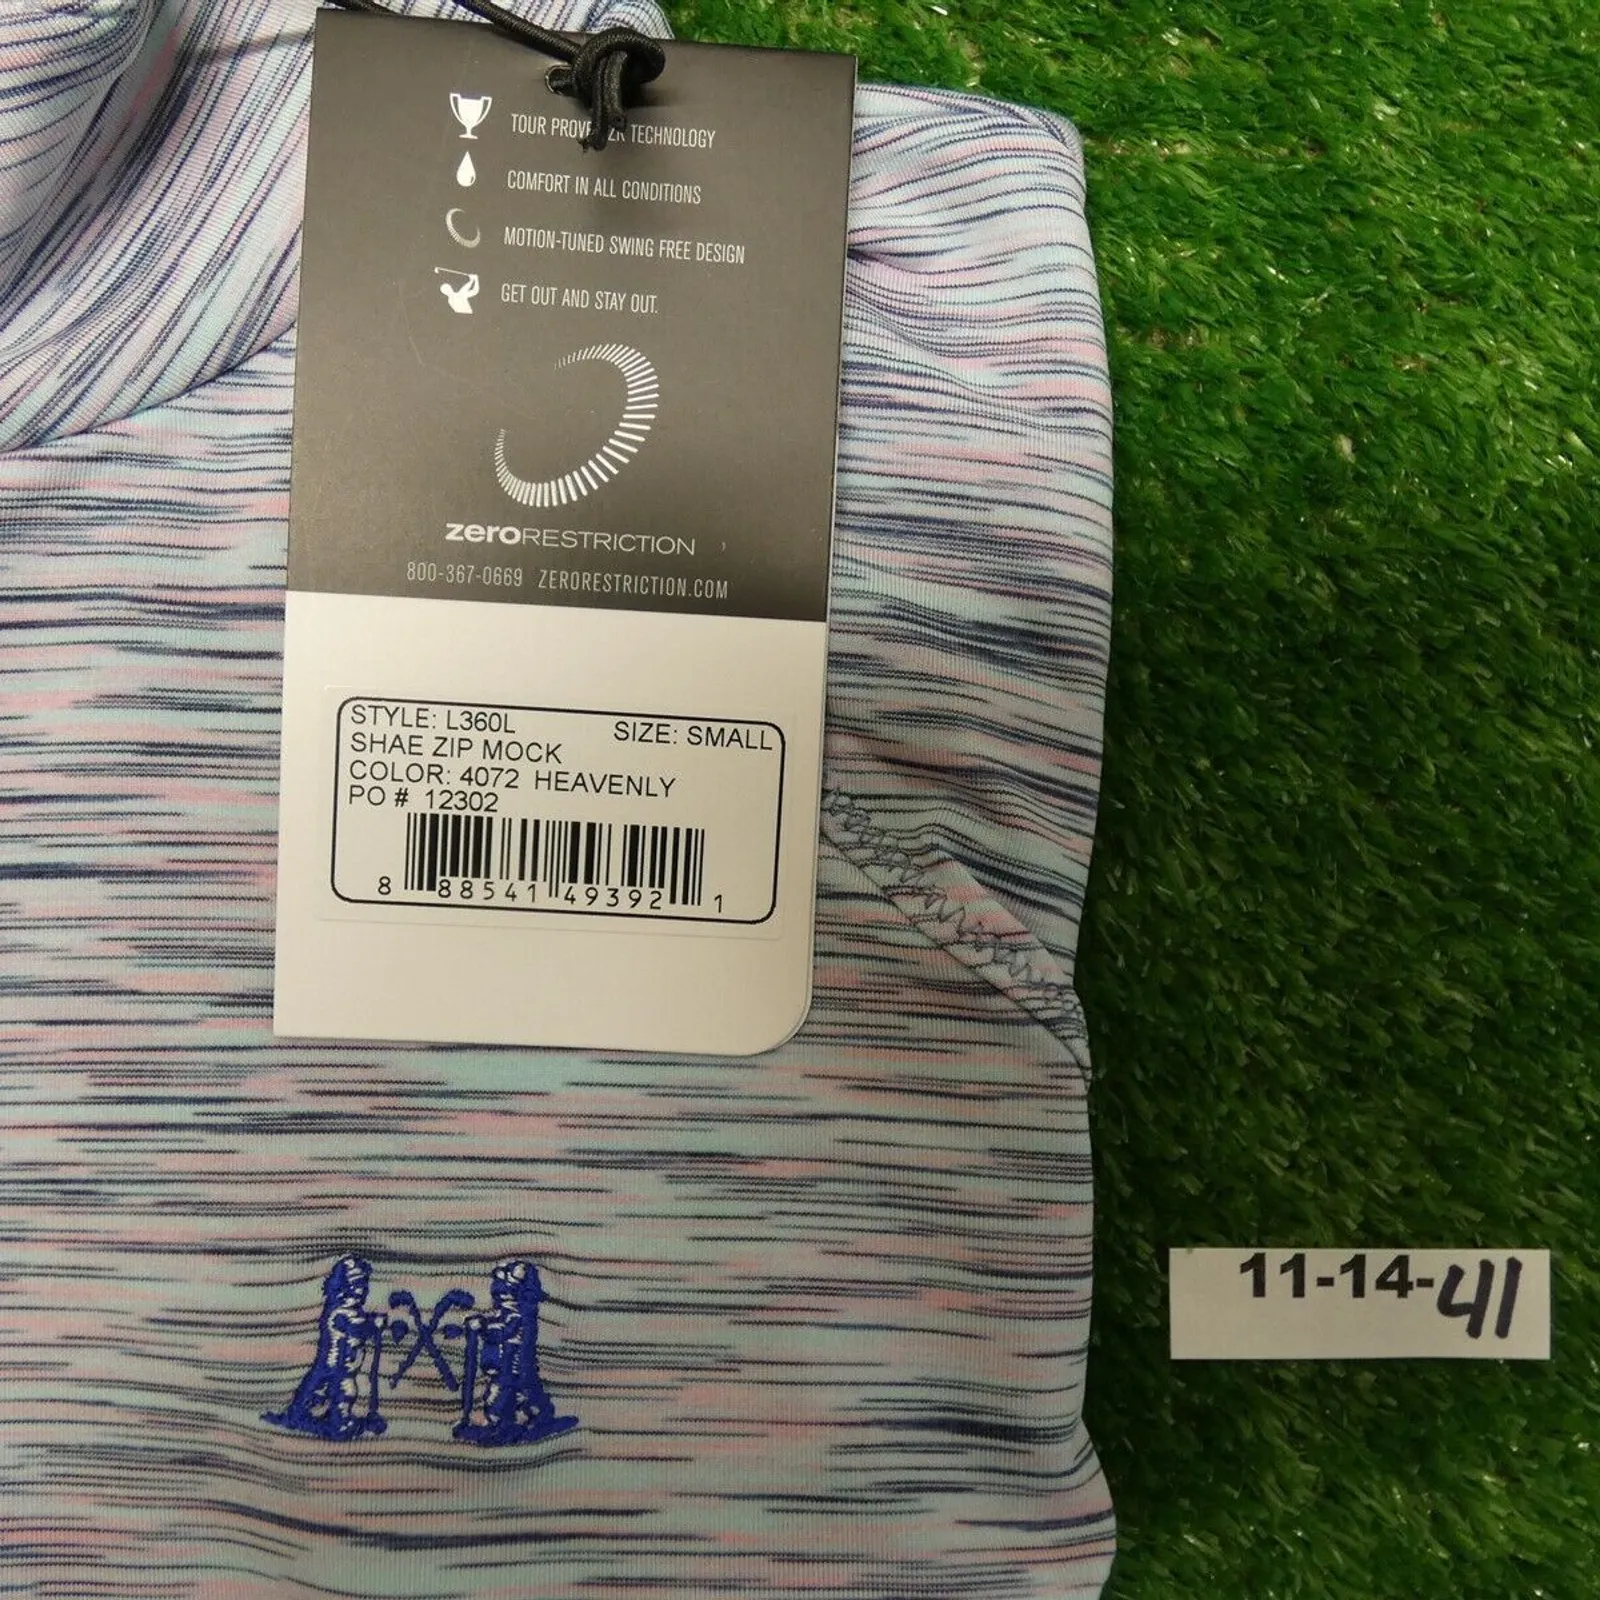 TOUR PROVEN ZR TECHNOLOGY
COMFORT IN ALL CONDITIONS
MOTION-TUNED SWING FREE DESIGN
GET OUT AND STAY OUT.
zeroRESTRICTION
800-367-0669 ZERORESTRICTION.COM
STYLE: L360L SIZE: SMALL
SHAE ZIP MOCK
COLOR: 4072 HEAVENLY
PO # 12302
8 88541 49392 1
11-14-41